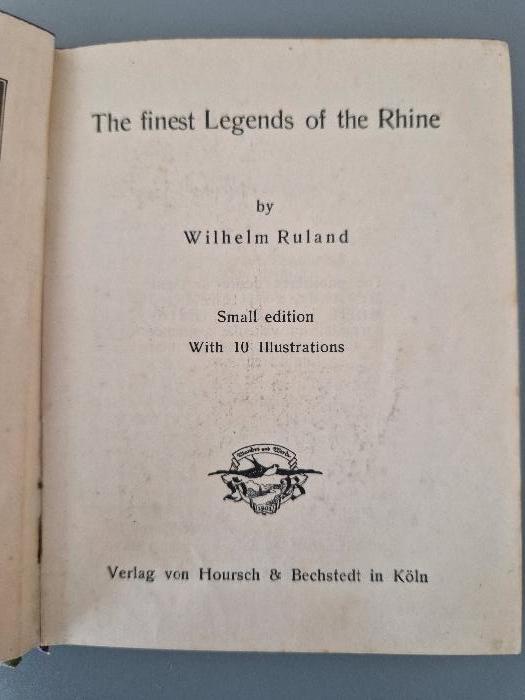 The finest Legends of the Rhine
by
Wilhelm Ruland
Small edition
With 10 Illustrations
Verlag von Hoursch & Bechstedt in Köln